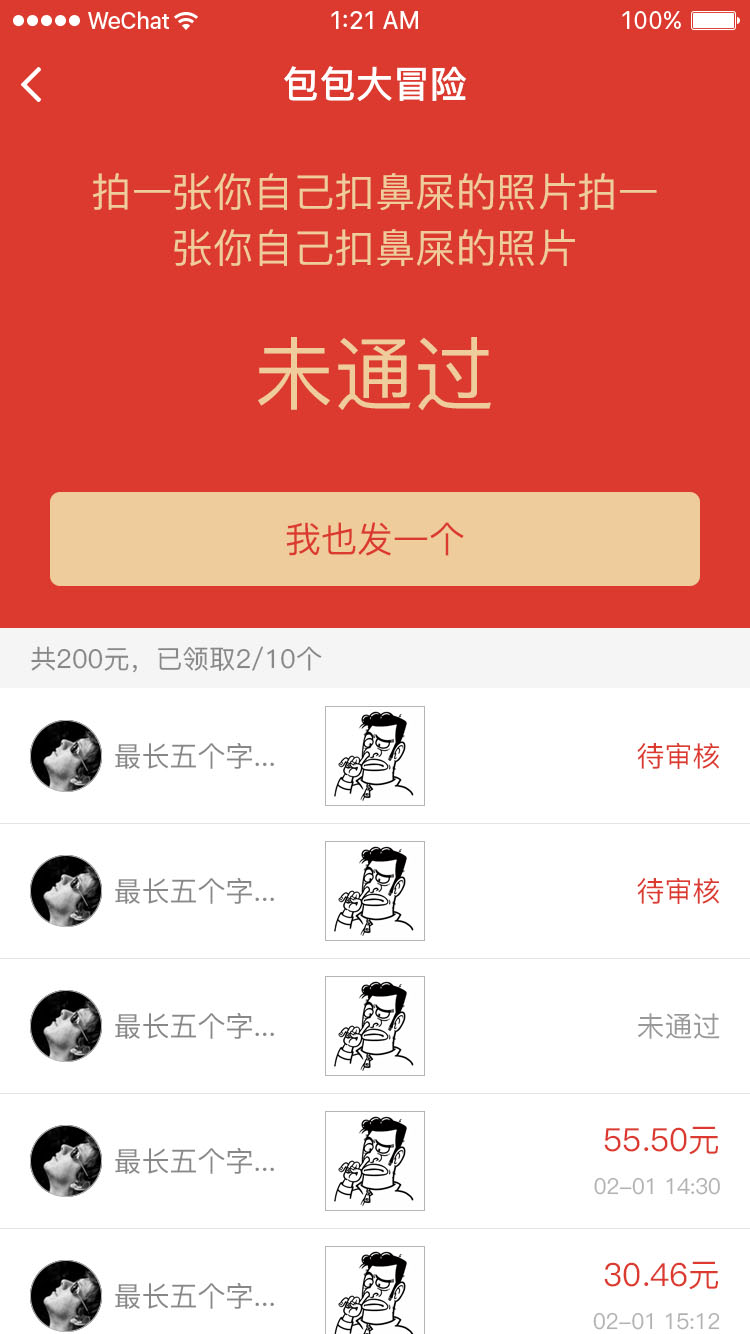 WeChat 1:21 AM 100%
包包大冒险
拍一张你自己扣鼻屎的照片拍一
张你自己扣鼻屎的照片
未通过
我也发一个
共200元，已领取2/10个
最长五个字... 待审核
最长五个字... 待审核
最长五个字... 未通过
最长五个字... 55.50元
02-01 14:30
最长五个字... 30.46元
02-01 15:12